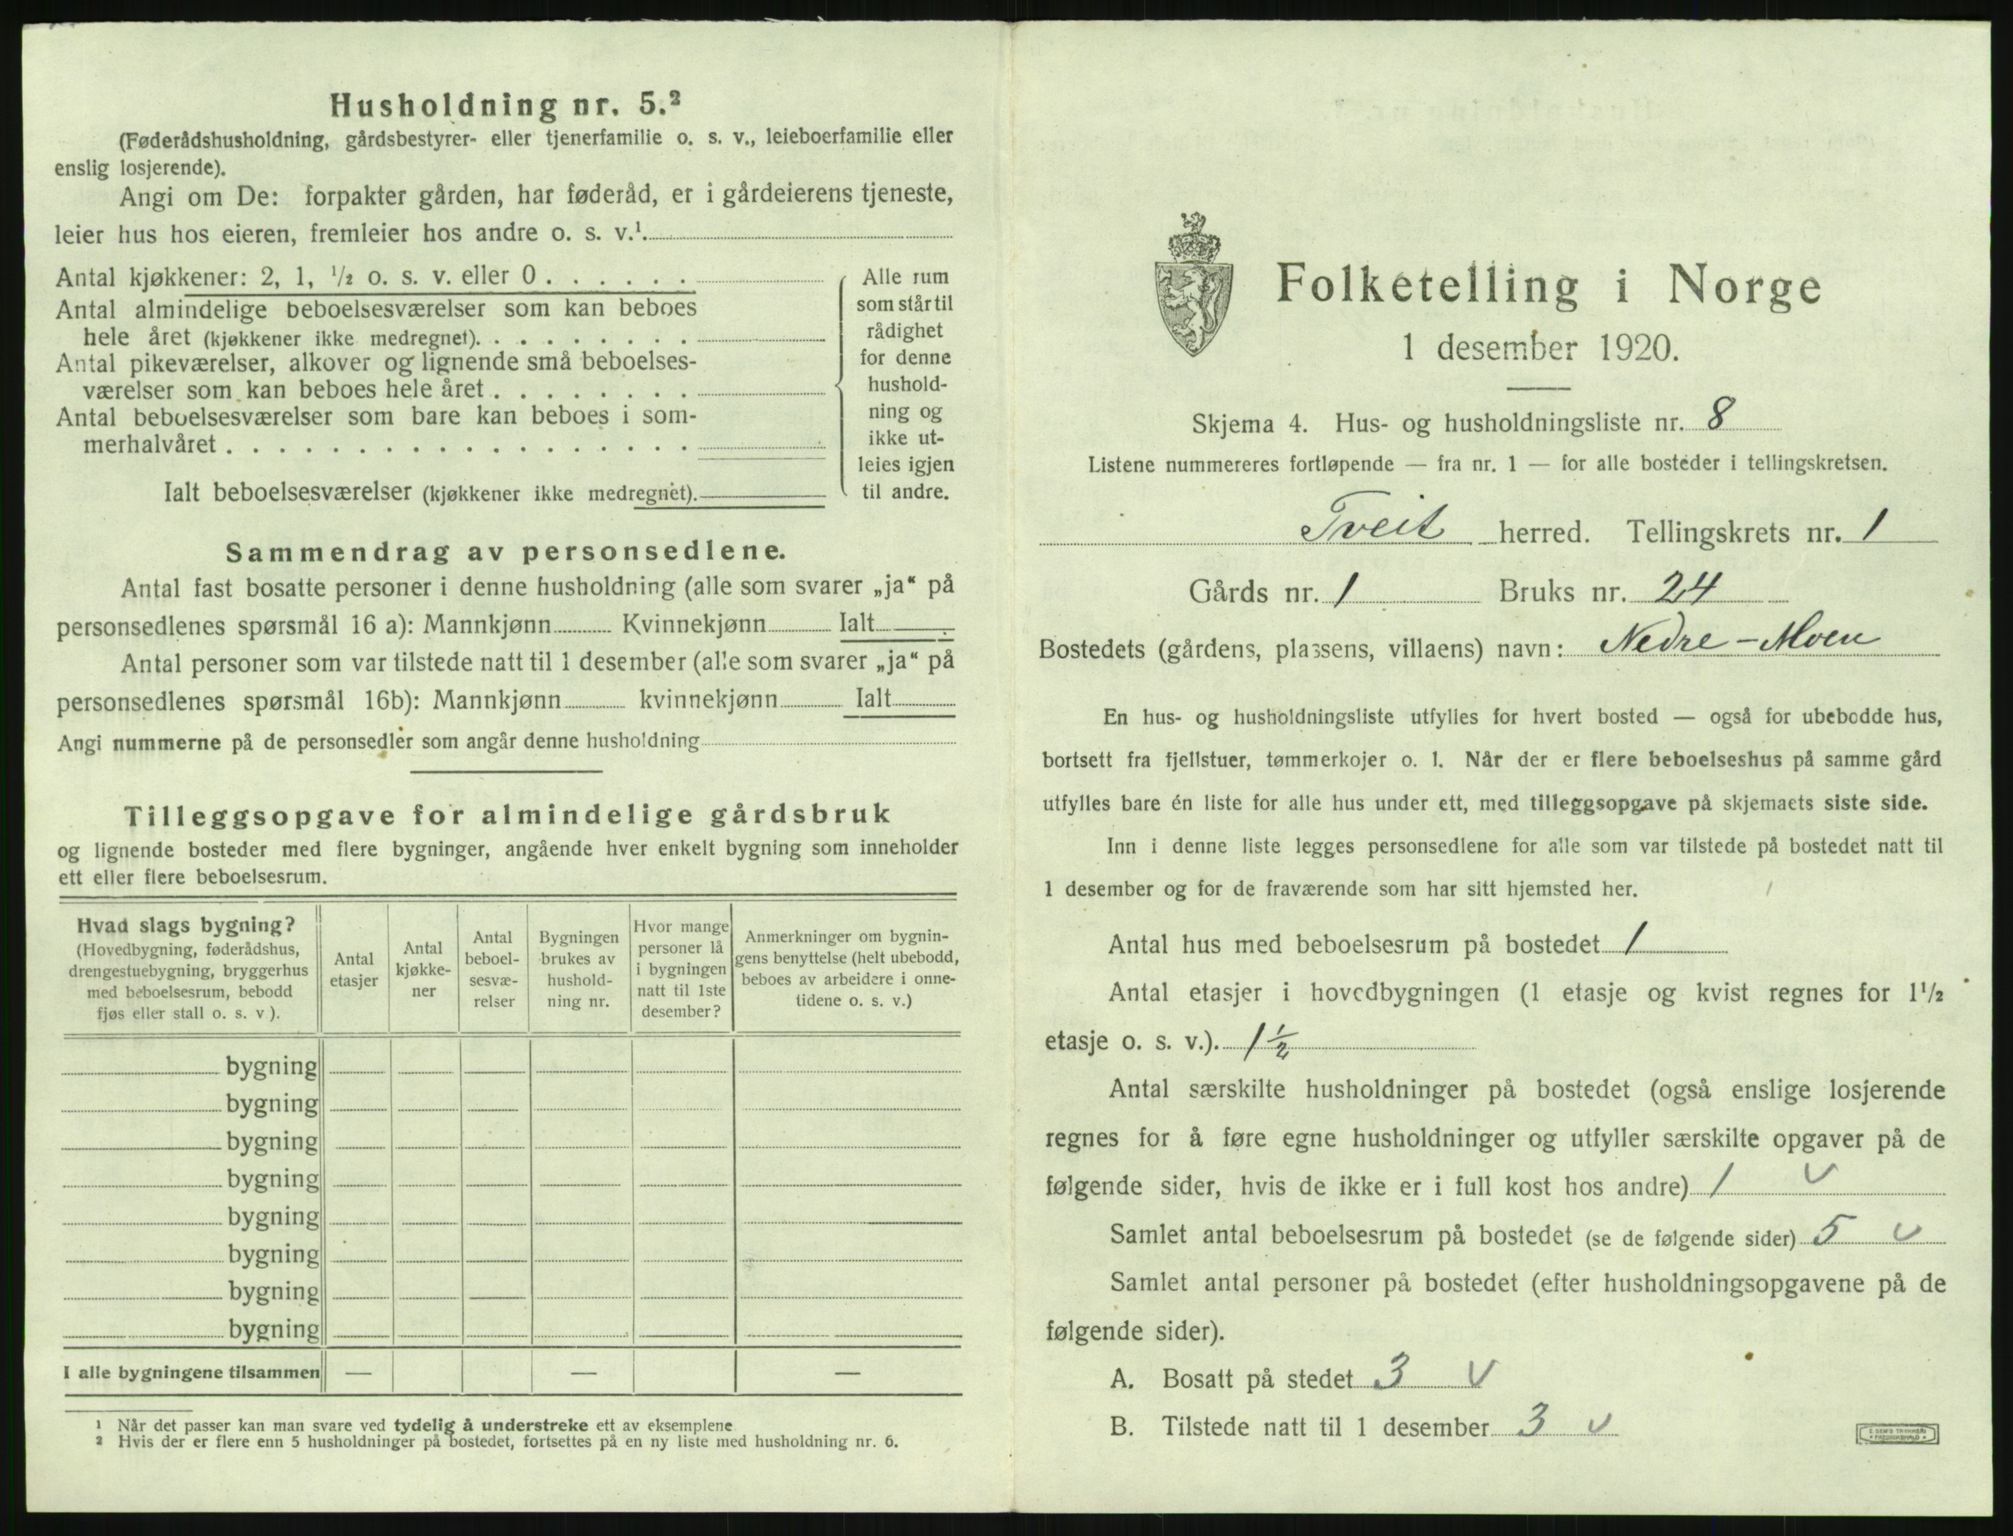 Husholdning nr. 5.²
(Føderådshusholdning, gårdsbestyrer- eller tjenerfamilie o. s. v., leieboerfamilie eller
enslig losjerende).
Angi om De: forpakter gården, har føderåd, er i gårdeierens tjeneste,
leier hus hos eieren, fremleier hos andre o. s. v.¹
Antal kjøkkener: 2, 1, ¹/₂ o. s. v. eller 0 . . . . . .
Antal almindelige beboelsesværelser som kan beboes
hele året (kjøkkener ikke medregnet). . . . . . . . .
Antal pikeværelser, alkover og lignende små beboelses-
værelser som kan beboes hele året . . . . . . . .
Antal beboelsesværelser som bare kan beboes i som-
merhalvåret . . . . . . . . . . . . . . . . . .
Ialt beboelsesværelser (kjøkkener ikke medregnet).
Alle rum
som står til
rådighet
for denne
hushold-
ning og
ikke ut-
leies igjen
til andre.
Sammendrag av personsedlene.
Antal fast bosatte personer i denne husholdning (alle som svarer „ja“ på
personsedlenes spørsmål 16 a): Mannkjønn Kvinnekjønn Ialt
Antal personer som var tilstede natt til 1 desember (alle som svarer „ja“ på
personsedlenes spørsmål 16b): Mannkjønn kvinnekjønn Ialt
Angi nummerne på de personsedler som angår denne husholdning
Tilleggsopgave for almindelige gårdsbruk
og lignende bosteder med flere bygninger, angående hver enkelt bygning som inneholder
ett eller flere beboelsesrum.
Hvad slags bygning?
(Hovedbygning, føderådshus,
drengestuebygning, bryggerhus
med beboelsesrum, bebodd
fjøs eller stall o. s. v ).
Antal
etasjer
Antal
kjøkke-
ner
Antal
beboel-
sesvæ-
relser
Bygningen
brukes av
hushold-
ning nr.
Hvor mange
personer lå
i bygningen
natt til 1ste
desember?
Anmerkninger om bygnin-
gens benyttelse (helt ubebodd,
beboes av arbeidere i onne-
tidene o. s. v.)
bygning
bygning
bygning
bygning
bygning
bygning
bygning
bygning
I alle bygningene tilsammen — — —
¹ Når det passer kan man svare ved tydelig å understreke ett av eksemplene
² Hvis der er flere enn 5 husholdninger på bostedet, fortsettes på en ny liste med husholdning nr. 6.
Folketelling i Norge
1 desember 1920.
Skjema 4. Hus- og husholdningsliste nr. 8
Listene nummereres fortløpende — fra nr. 1 — for alle bosteder i tellingskretsen.
Tveit herred. Tellingskrets nr. 1
Gårds nr. 1 Bruks nr. 24
Bostedets (gårdens, plassens, villaens) navn: Nedre-Moen
En hus- og husholdningsliste utfylles for hvert bosted — også for ubebodde hus,
bortsett fra fjellstuer, tømmerkojer o. l. Når der er flere beboelseshus på samme gård
utfylles bare én liste for alle hus under ett, med tilleggsopgave på skjemaets siste side.
Inn i denne liste legges personsedlene for alle som var tilstede på bostedet natt til
1 desember og for de fraværende som har sitt hjemsted her.
Antal hus med beboelsesrum på bostedet 1
Antal etasjer i hovedbygningen (1 etasje og kvist regnes for 1¹/₂
etasje o. s. v.). 1½
Antal særskilte husholdninger på bostedet (også enslige losjerende
regnes for å føre egne husholdninger og utfyller særskilte opgaver på de
følgende sider, hvis de ikke er i full kost hos andre) 1 v
Samlet antal beboelsesrum på bostedet (se de følgende sider) 5 v
Samlet antal personer på bostedet (efter husholdningsopgavene på de
følgende sider).
A. Bosatt på stedet 3 v
B. Tilstede natt til 1 desember 3 v